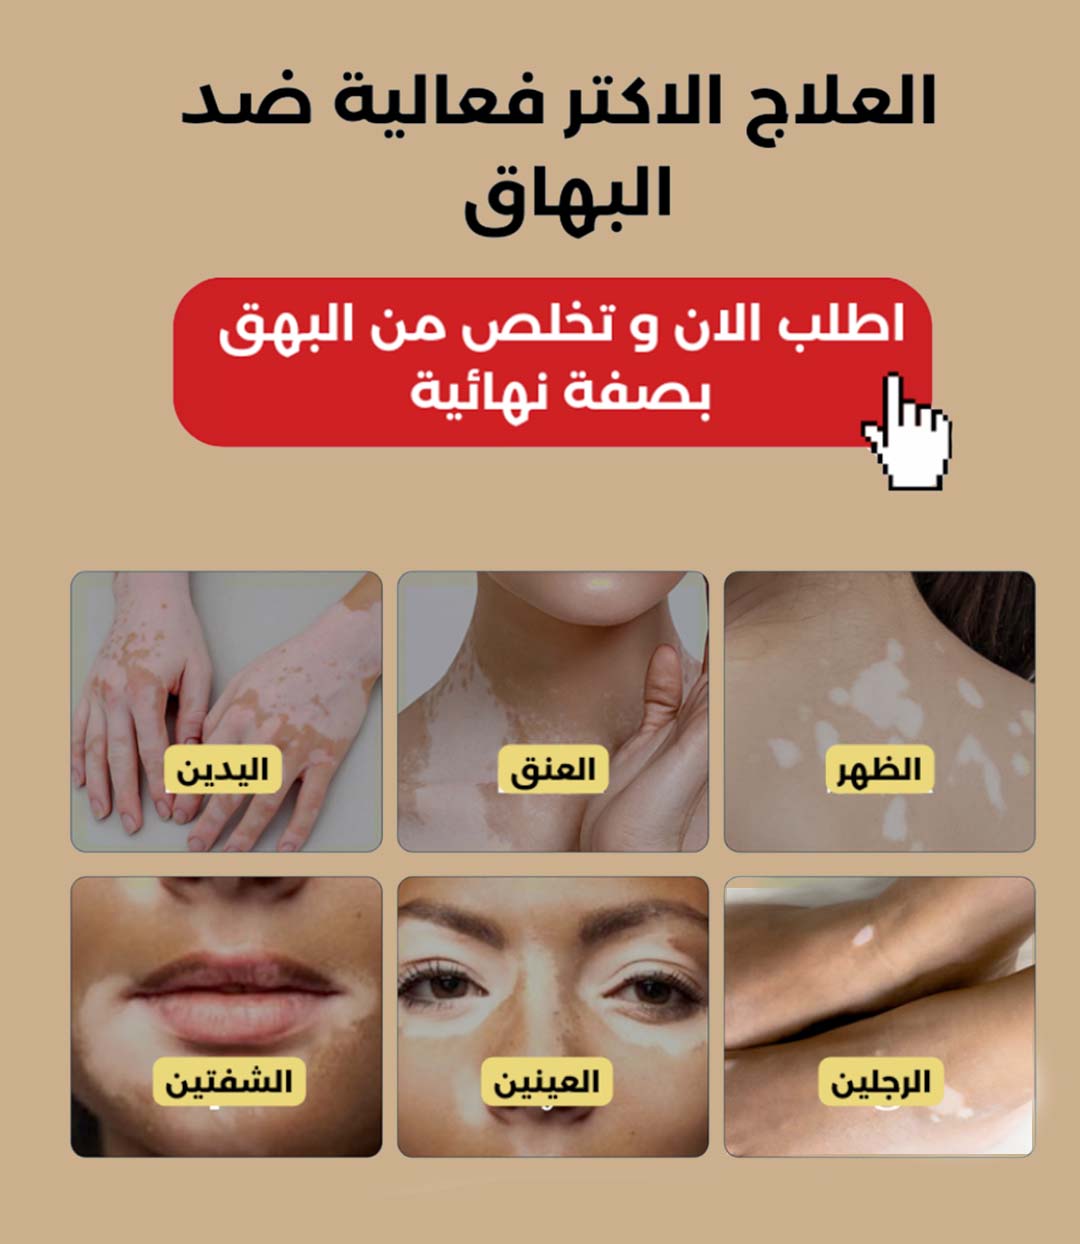 العلاج الاكتر فعالية ضد
البهاق
اطلب الان و تخلص من البهق
بصفة نهائية
الظهر
العنق
اليدين
الرجلين
العينين
الشفتين